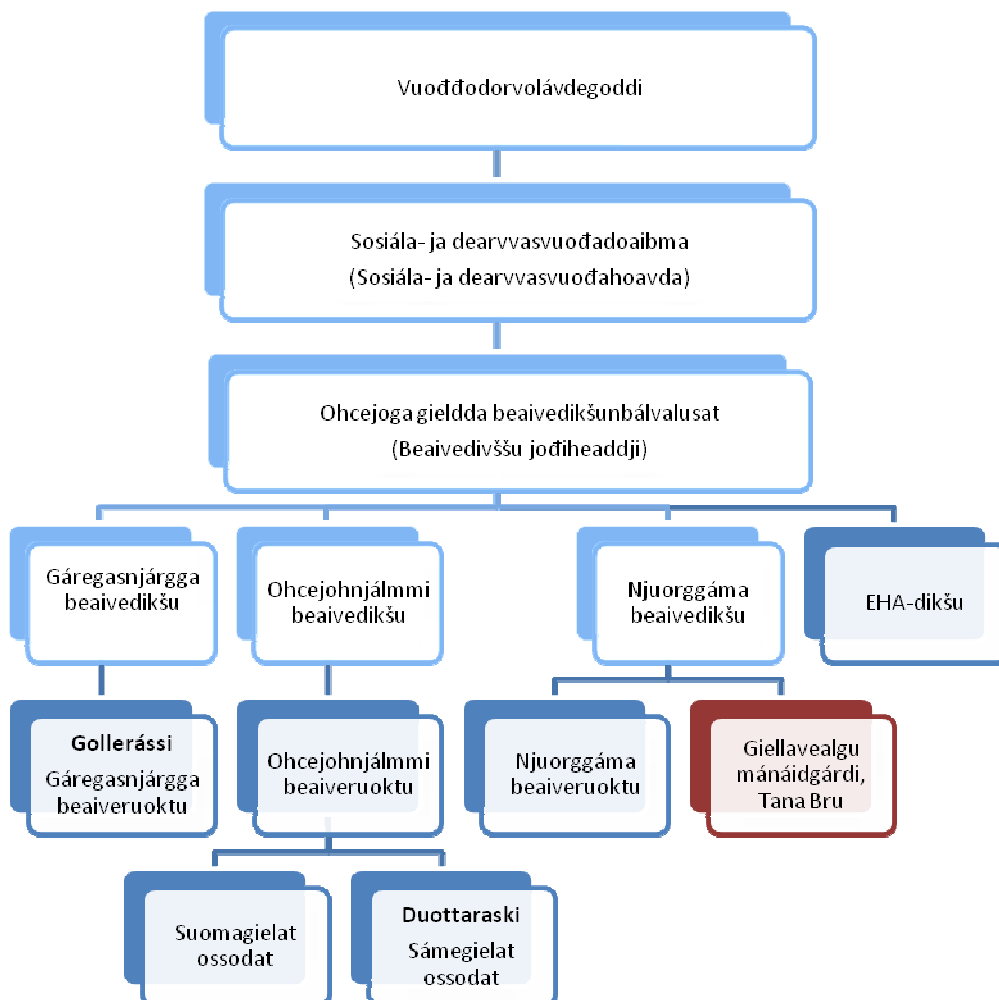 Vuođđodorvolávdegoddi
Sosiála- ja dearvvasvuođadoaibma
(Sosiála- ja dearvvasvuođahoavda)
Ohcejoga gieldda beaivedikšunbálvalusat
(Beaivedivššu jođiheaddji)
Gáregasnjárgga
beaivedikšu
Ohcejohnjálmmi
beaivedikšu
Njuorggáma
beaivedikšu
EHA-dikšu
Gollerássi
Gáregasnjárgga
beaiveruoktu
Ohcejohnjálmmi
beaiveruoktu
Njuorggáma
beaiveruoktu
Giellavealgu
mánáidgárdi,
Tana Bru
Suomagielat
ossodat
Duottaraski
Sámegielat
ossodat